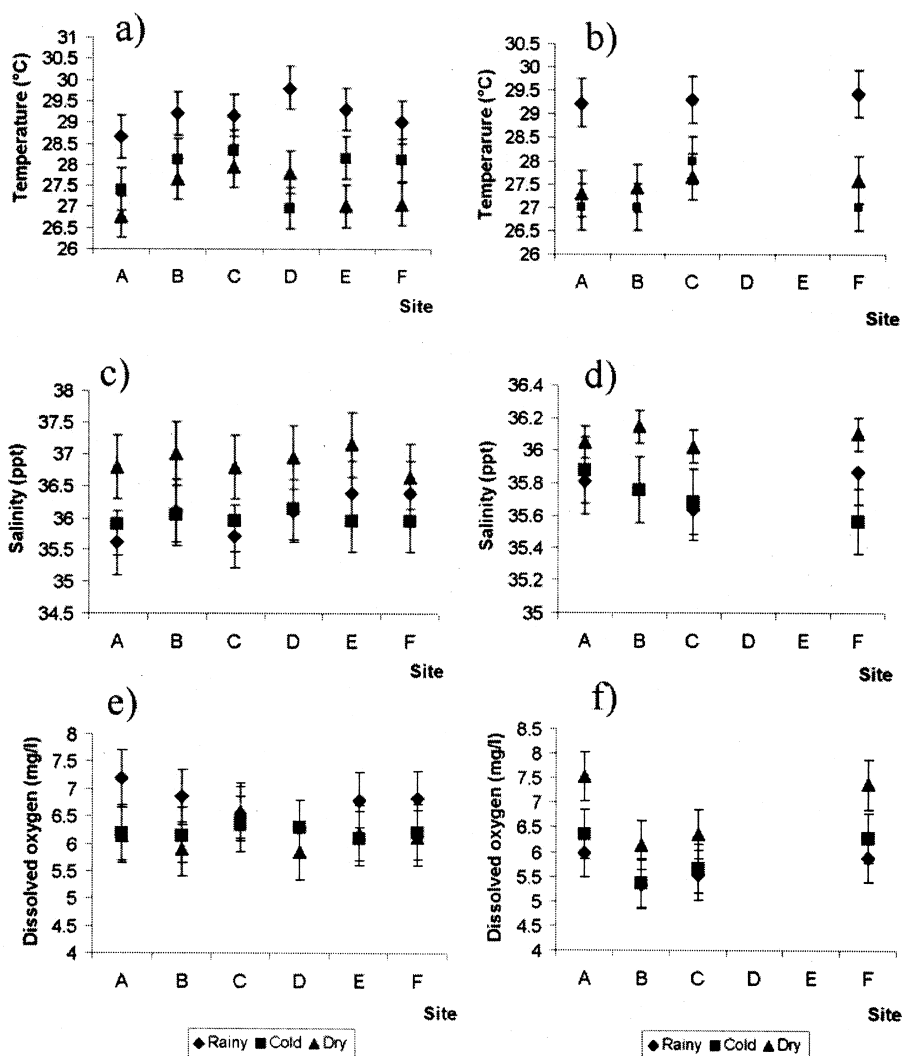 a)
31
30.5
30
29.5
29
28.5
28
27.5
27
26.5
26
Temperature (°C)
A B C D E F
Site
b)
30.5
30
29.5
29
28.5
28
27.5
27
26.5
26
Temperarure (°C)
A B C D E F
Site
c)
38
37.5
37
36.5
36
35.5
35
34.5
Salinity (ppt)
A B C D E F
Site
d)
36.4
36.2
36
35.8
35.6
35.4
35.2
35
Salinity (ppt)
A B C D E F
Site
e)
8
7.5
7
6.5
6
5.5
5
4.5
4
Dissolved oxygen (mg/l)
A B C D E F
Site
f)
8.5
8
7.5
7
6.5
6
5.5
5
4.5
4
Dissolved oxygen (mg/l)
A B C D E F
Site
Rainy Cold Dry
Rainy Cold Dry